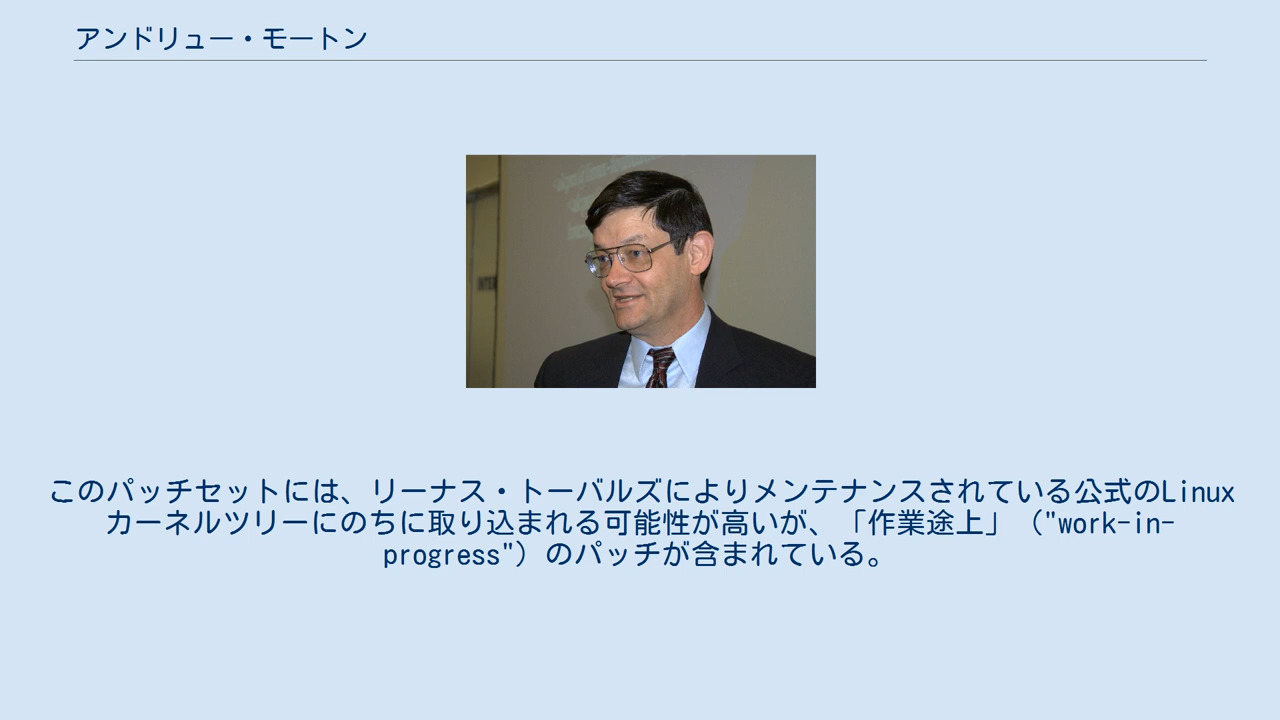 アンドリュー・モートン
このパッチセットには、リーナス・トーバルズによりメンテナンスされている公式のLinux
カーネルツリーにのちに取り込まれる可能性が高いが、「作業途上」（"work-in-
progress"）のパッチが含まれている。